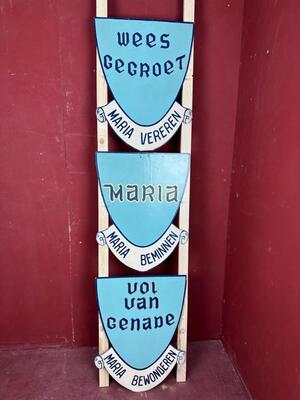 Wees
Gegroet
MARIA VEREREN
Maria
MARIA BEMINNEN
Vol
Van
Genade
MARIA BEWONDEREN